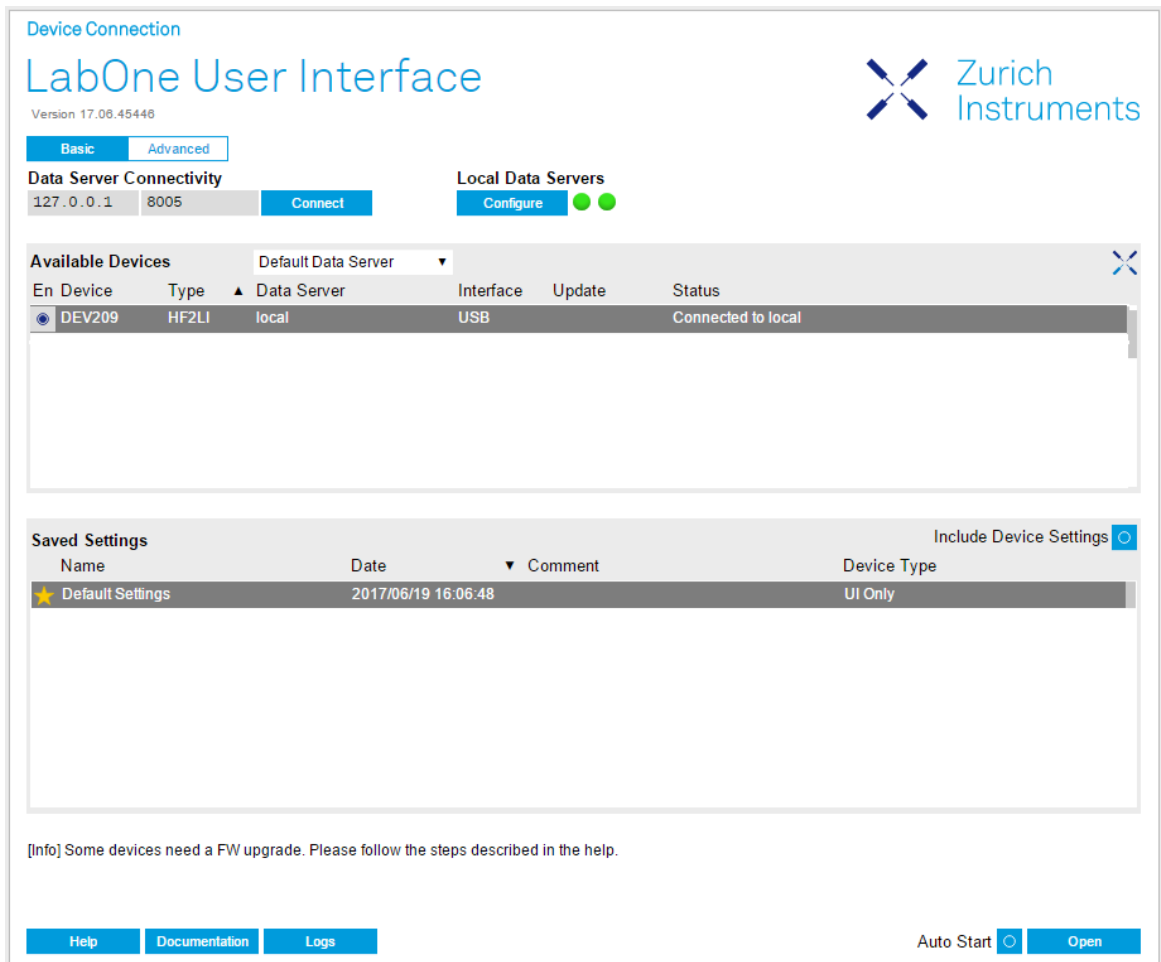 Device Connection
LabOne User Interface
Zurich
Instruments
Version 17.06.45446
Basic Advanced
Data Server Connectivity Local Data Servers
127.0.0.1 8005 Connect Configure
Available Devices Default Data Server ▼
En Device Type ▲ Data Server Interface Update Status
DEV209 HF2LI local USB Connected to local
Saved Settings Include Device Settings
Name Date ▼ Comment Device Type
Default Settings 2017/06/19 16:06:48 UI Only
[Info] Some devices need a FW upgrade. Please follow the steps described in the help.
Help Documentation Logs Auto Start Open